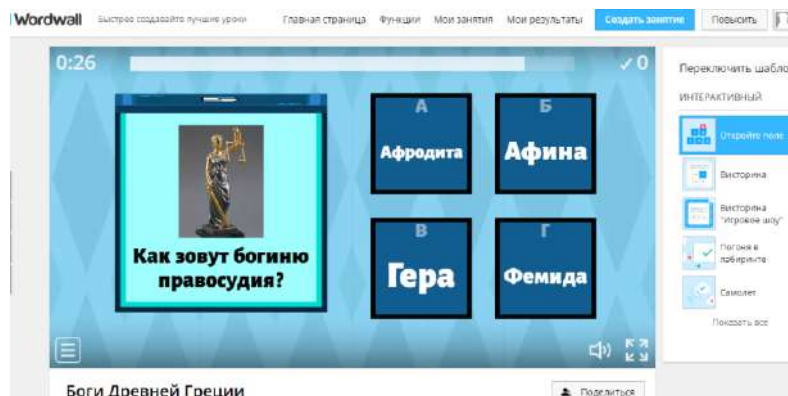 Wordwall Быстрее создавайте лучшие уроки Главная страница Функции Мои занятия Мои результаты Создать занятие Повысить
0:26
✓ 0
Как зовут богиню
правосудия?
А
Афродита
Б
Афина
В
Гера
Г
Фемида
Боги Древней Греции
Поделиться
Переключить шабло
ИНТЕРАКТИВНЫЙ
Откройте поле
Викторина
Викторина
"Игровое шоу"
Погоня в
лабиринте
Самолет
Показать все